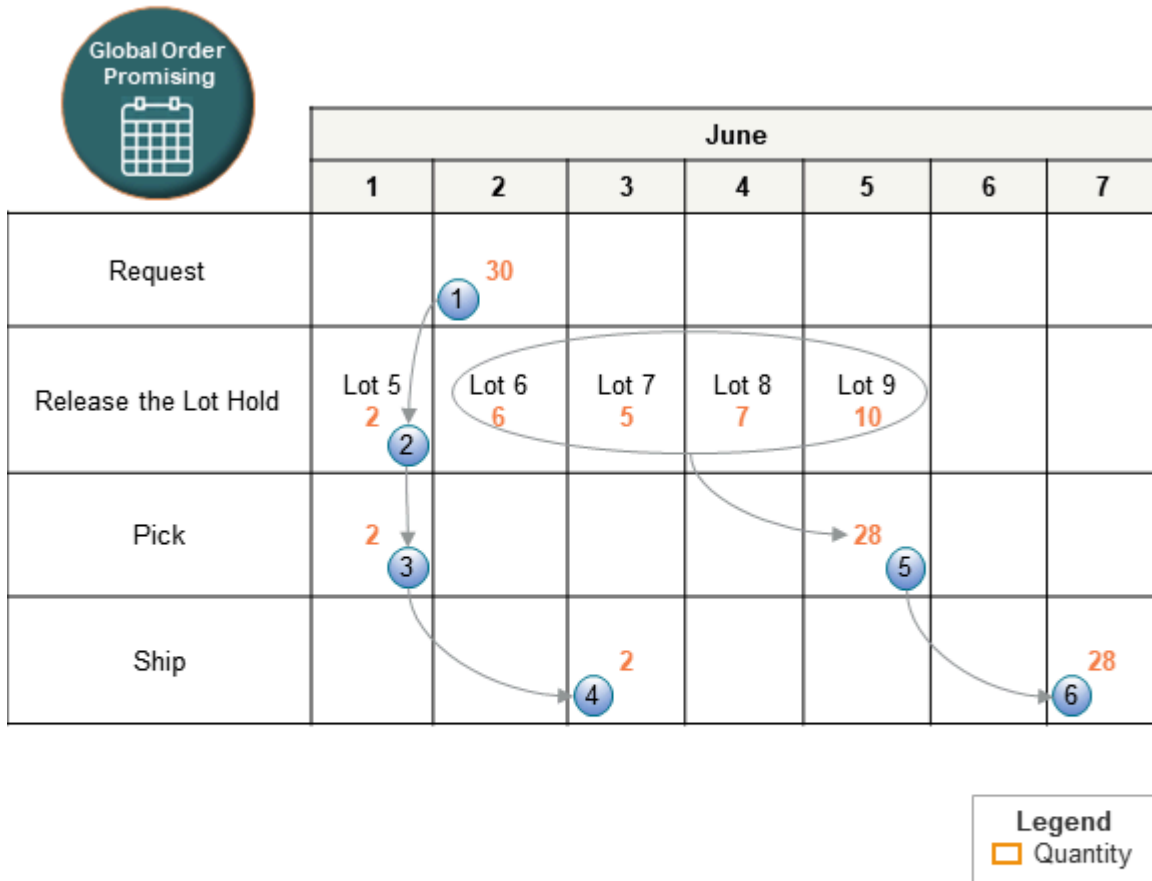 Global Order
Promising
June
1 2 3 4 5 6 7
Request
30
1
Release the Lot Hold
Lot 5 Lot 6 Lot 7 Lot 8 Lot 9
2 6 5 7 10
2
Pick
2 28
3 5
Ship
2 28
4 6
Legend
Quantity